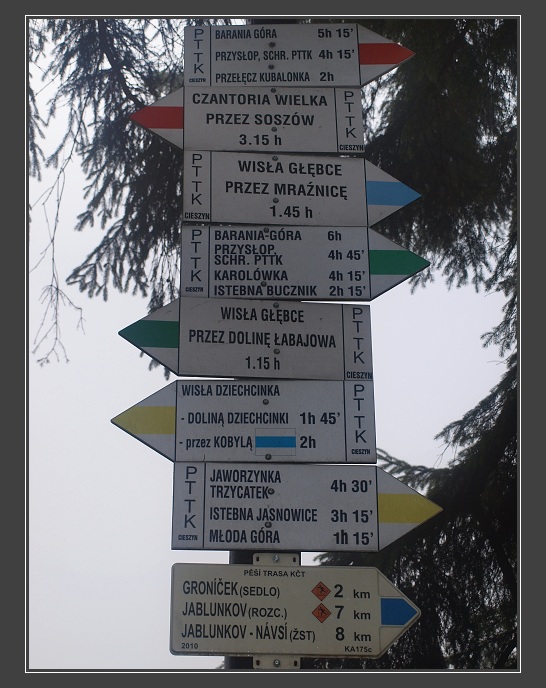 PTTK CIESZYN
BARANIA GÓRA 5h 15'
PRZYSŁOP, SCHR. PTTK 4h 15'
PRZEŁĘCZ KUBALONKA 2h
CZANTORIA WIELKA
PRZEZ SOSZÓW
3.15 h
PTTK CIESZYN
PTTK CIESZYN
WISŁA GŁĘBCE
PRZEZ MRAŹNICĘ
1.45 h
PTTK CIESZYN
BARANIA-GÓRA 6h
PRZYSŁOP,
SCHR. PTTK 4h 45'
KAROLÓWKA 4h 15'
ISTEBNA BUCZNIK 2h 15'
WISŁA GŁĘBCE
PRZEZ DOLINĘ ŁABAJOWA
1.15 h
PTTK CIESZYN
WISŁA DZIECHCINKA
- DOLINĄ DZIECHCINKI 1h 45'
- przez KOBYLĄ 2h
PTTK CIESZYN
PTTK CIESZYN
JAWORZYNKA
TRZYCATEK 4h 30'
ISTEBNA JASNOWICE 3h 15'
MŁODA GÓRA 1h 15'
PĚŠÍ TRASA KČT
GRONÍČEK (SEDLO) 2 km
JABLUNKOV (ROZC.) 7 km
JABLUNKOV - NÁVSÍ (ŽST) 8 km
2010 KA175c